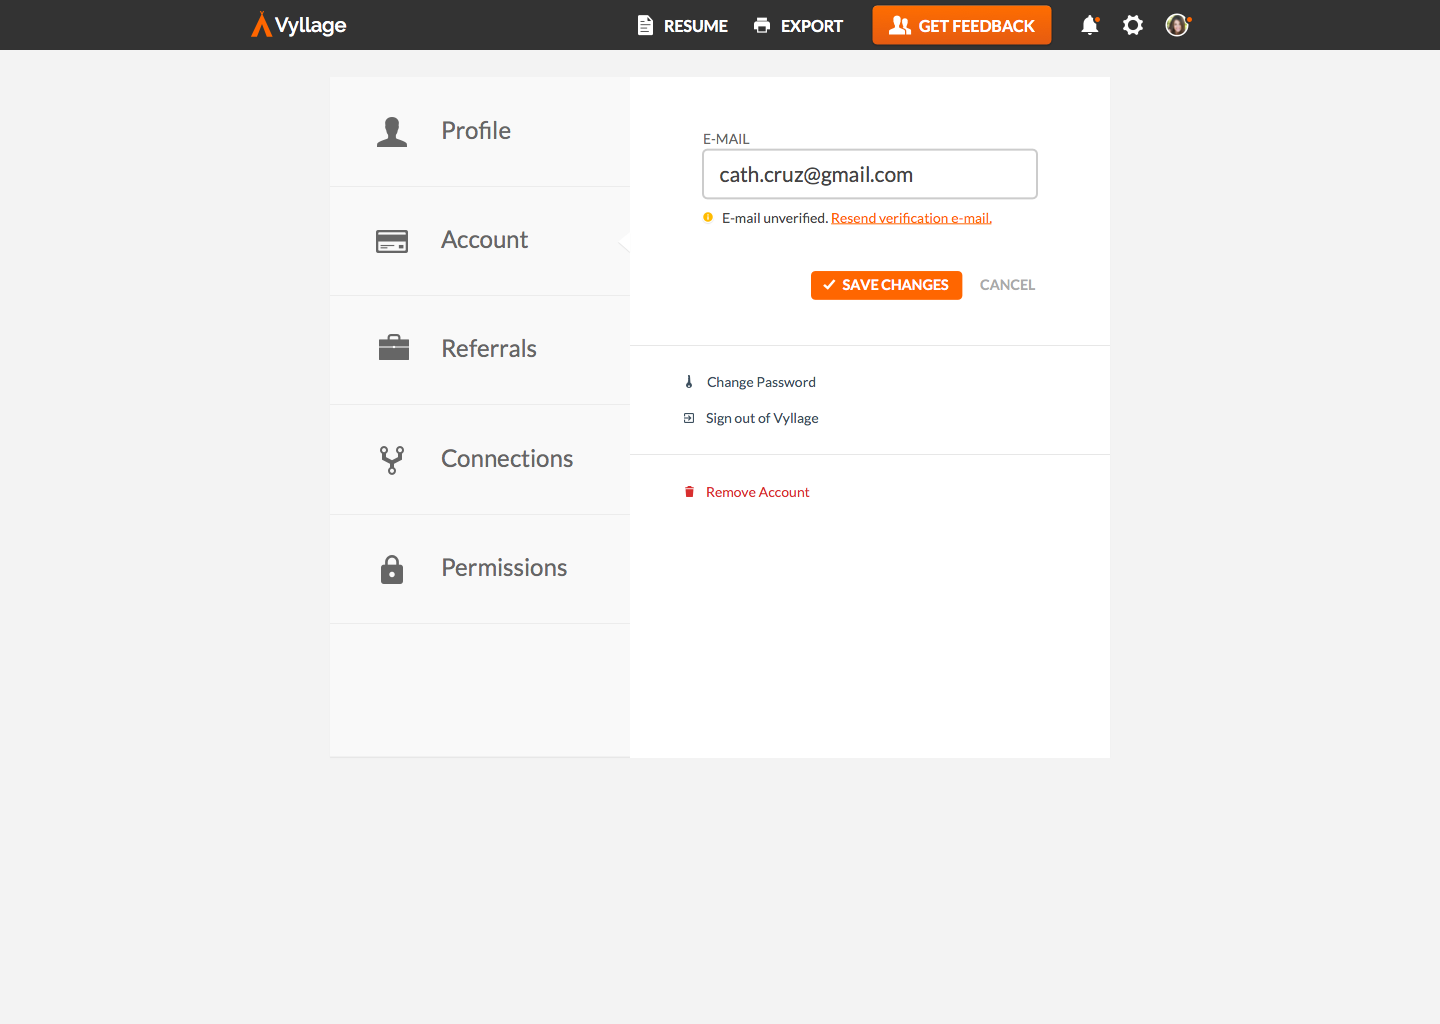 Vyllage
RESUME
EXPORT
GET FEEDBACK
Profile
Account
Referrals
Connections
Permissions
E-MAIL
cath.cruz@gmail.com
E-mail unverified. Resend verification e-mail.
SAVE CHANGES
CANCEL
Change Password
Sign out of Vyllage
Remove Account